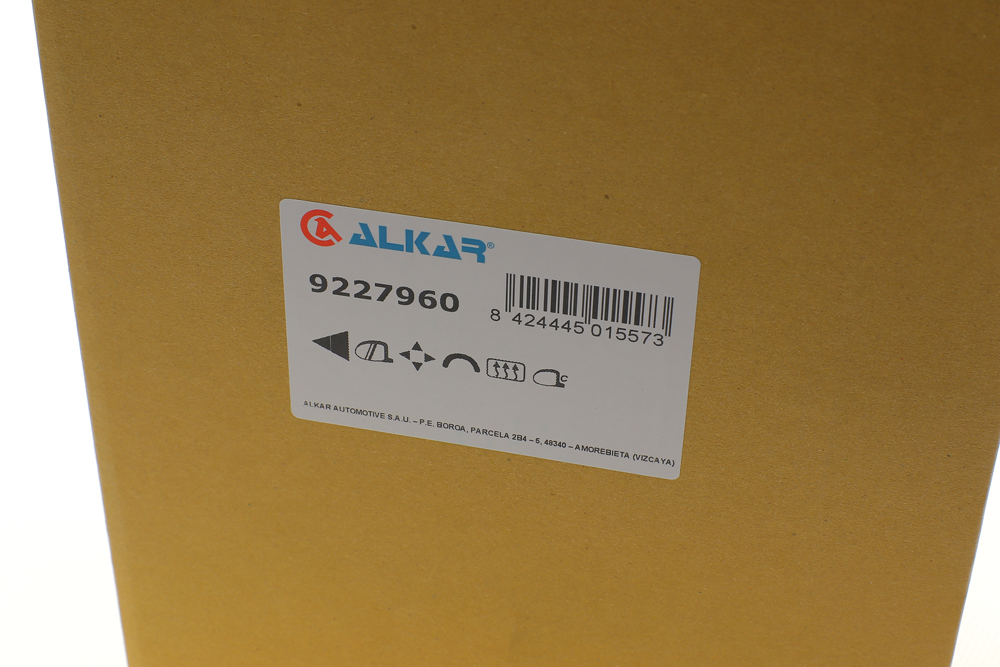 ALKAR®
9227960
8 424445 015573
C
ALKAR AUTOMOTIVE S.A.U. – P.E. BOROA, PARCELA 2B4 – 5, 48340 – AMOREBIETA (VIZCAYA)